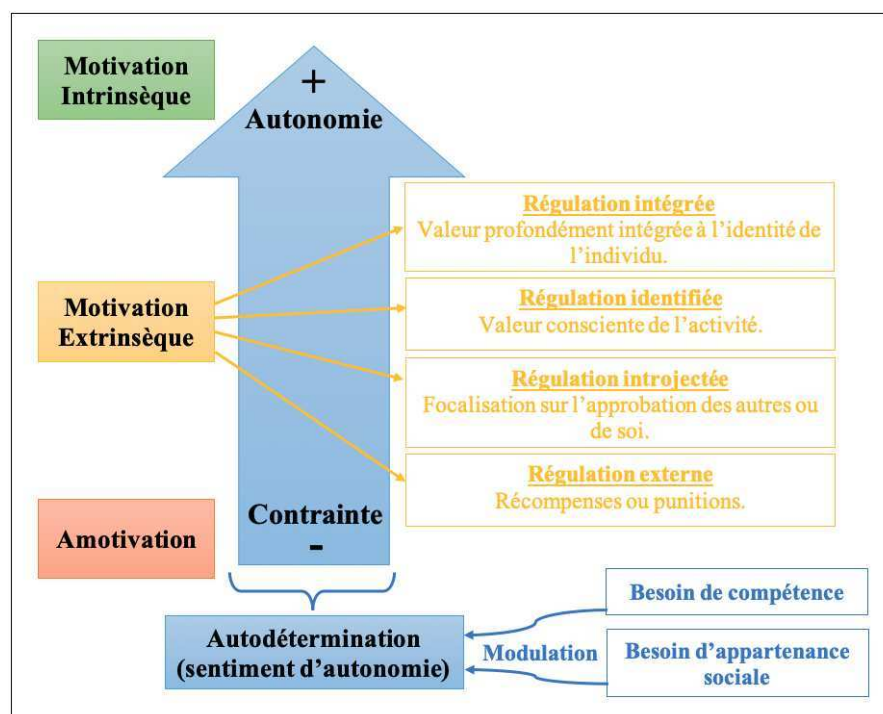 Motivation
Intrinsèque
+
Autonomie
Régulation intégrée
Valeur profondément intégrée à l’identité de
l’individu.
Motivation
Extrinsèque
Régulation identifiée
Valeur consciente de l’activité.
Régulation introjectée
Focalisation sur l’approbation des autres ou
de soi.
Régulation externe
Récompenses ou punitions.
Amotivation
Contrainte
-
Autodétermination
(sentiment d’autonomie)
Modulation
Besoin de compétence
Besoin d’appartenance
sociale